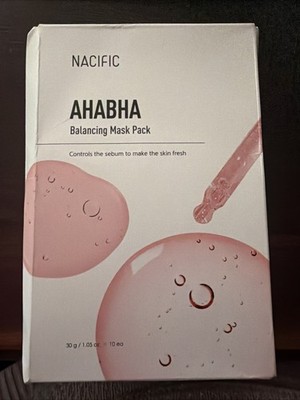 NACIFIC
AHABHA
Balancing Mask Pack
Controls the sebum to make the skin fresh
30 g / 1.05 oz. x 10 ea